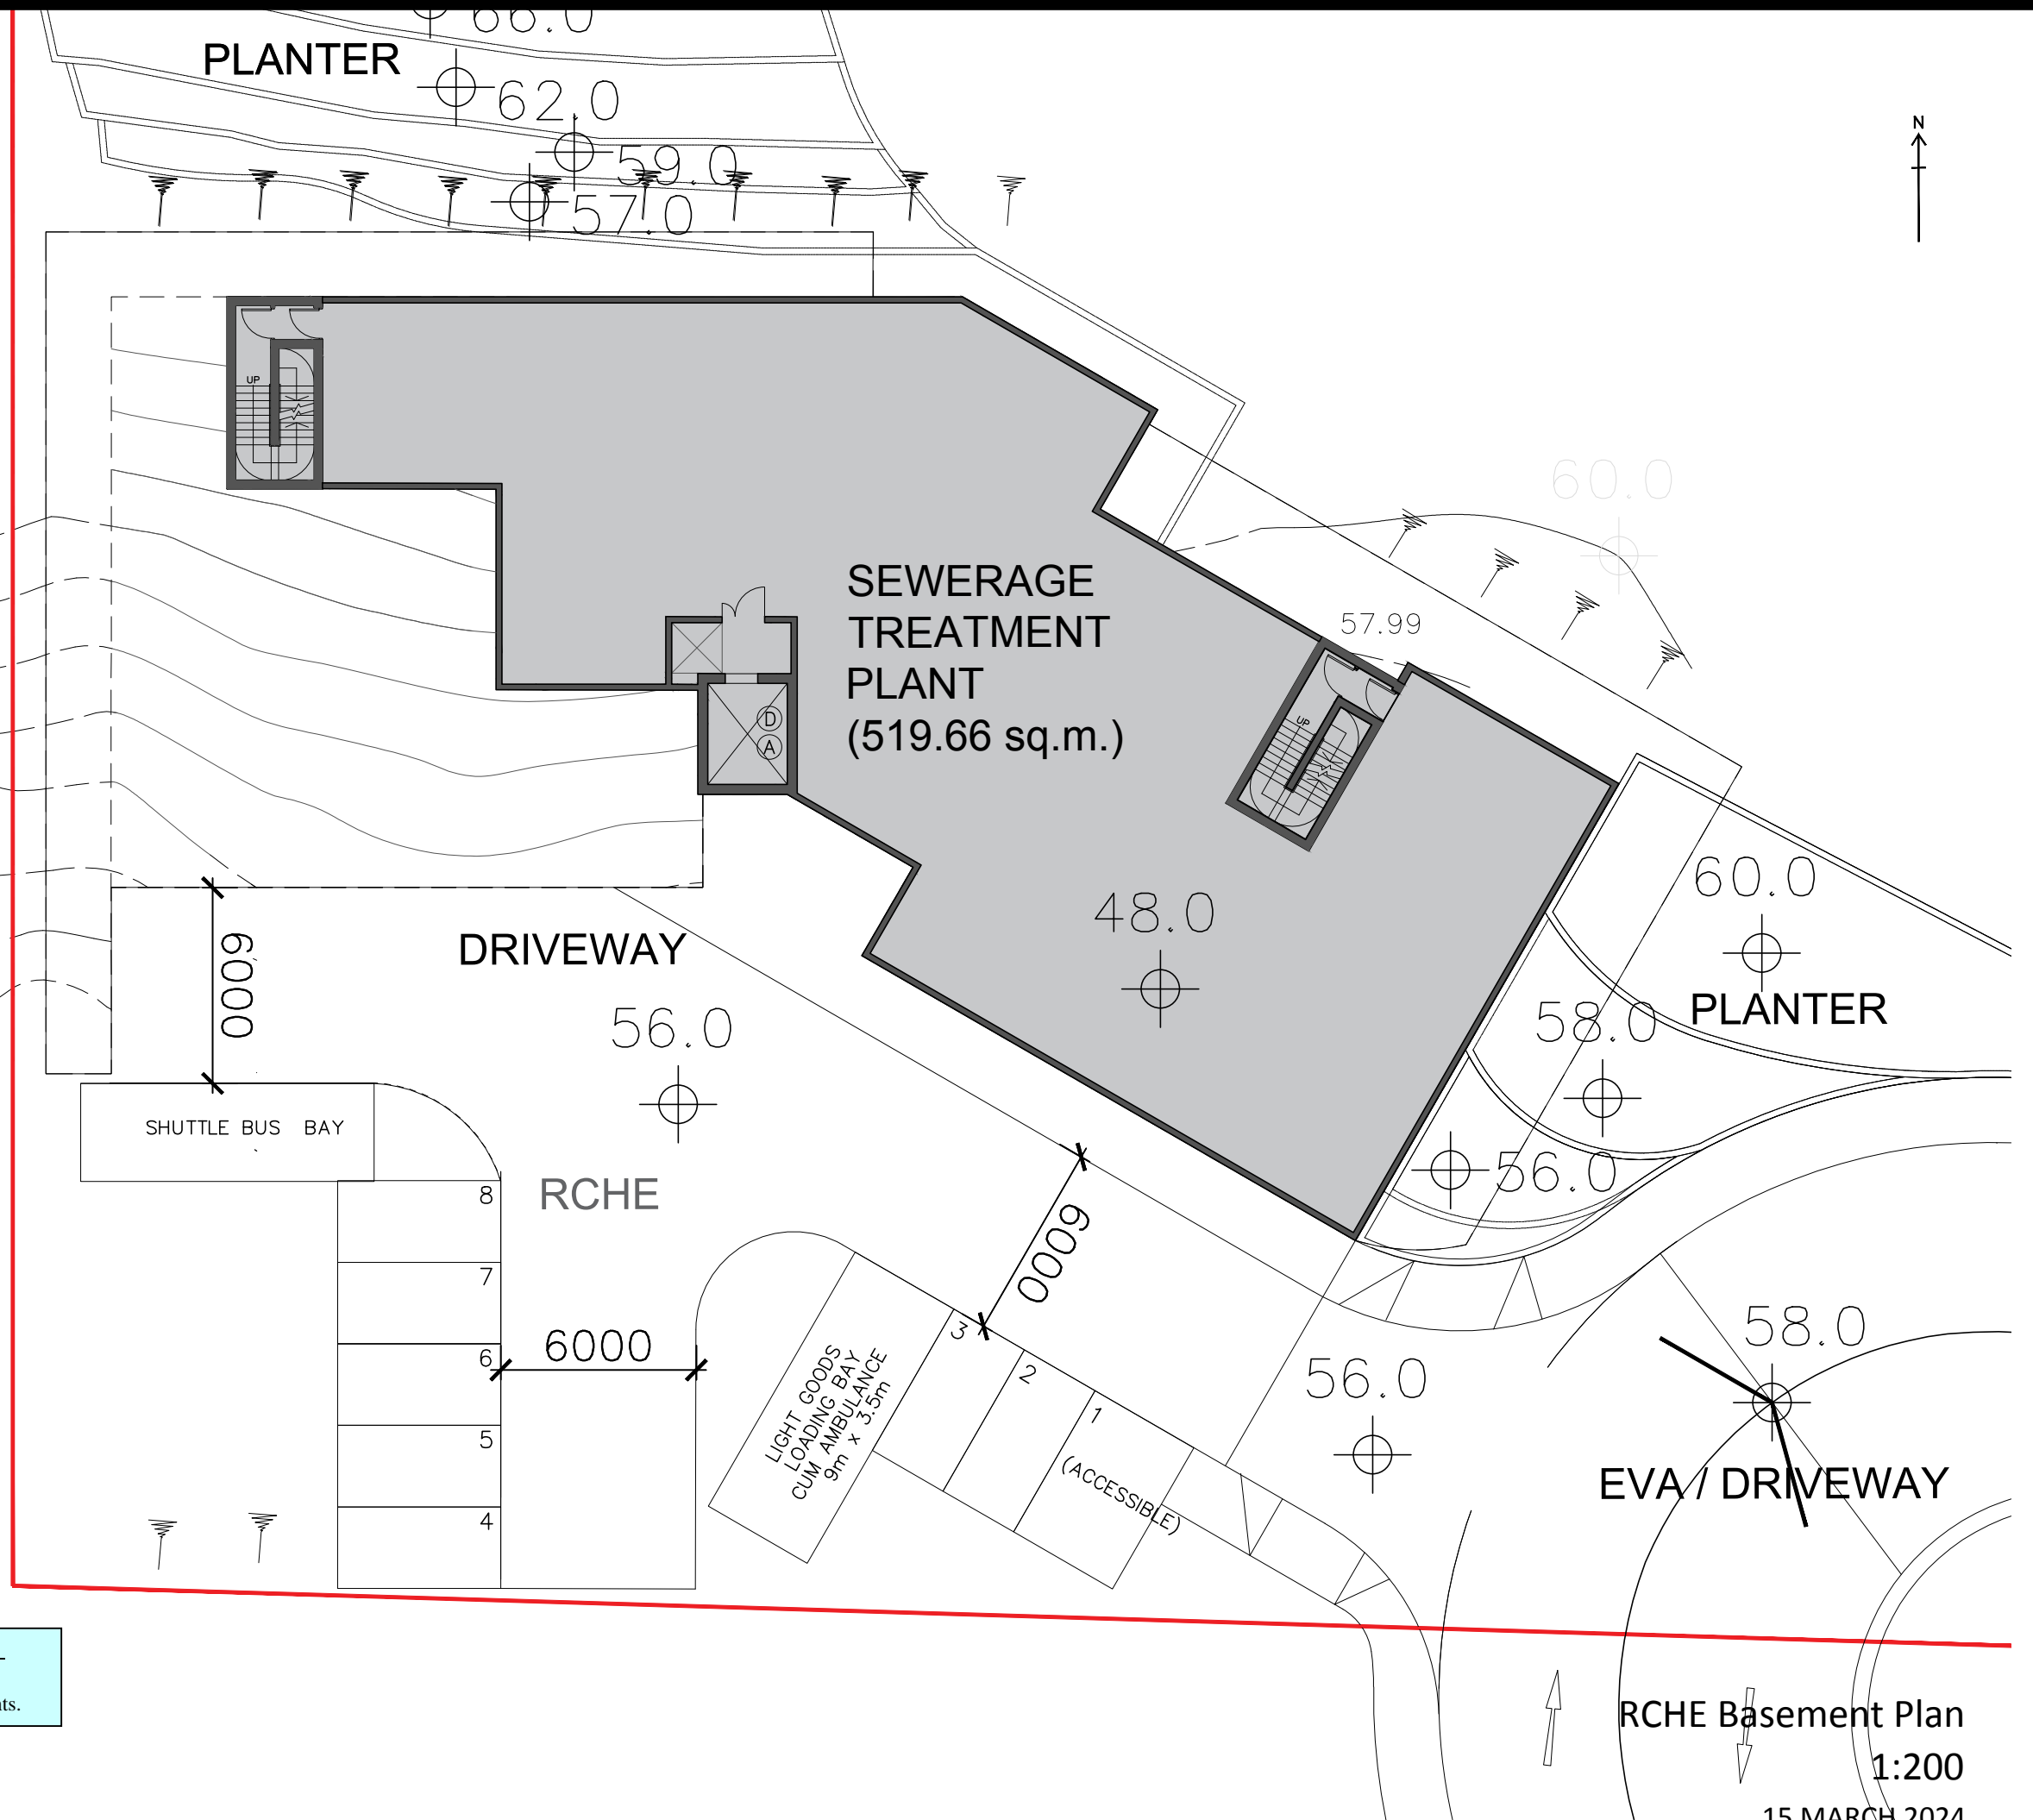 66.0
PLANTER
62.0
59.0
57.0
N
UP
60.0
57.99
SEWERAGE
TREATMENT
PLANT
(519.66 sq.m.)
D
A
UP
60.0
48.0
6000
DRIVEWAY
56.0
58.0
PLANTER
SHUTTLE BUS BAY
56.0
RCHE
8
7
6000
6
6000
5
4
3
2
1
LIGHT GOODS
LOADING BAY
CUM AMBULANCE
9m x 3.5m
(ACCESSIBLE)
58.0
56.0
EVA / DRIVEWAY
RCHE Basement Plan
1:200
15 MARCH 2024